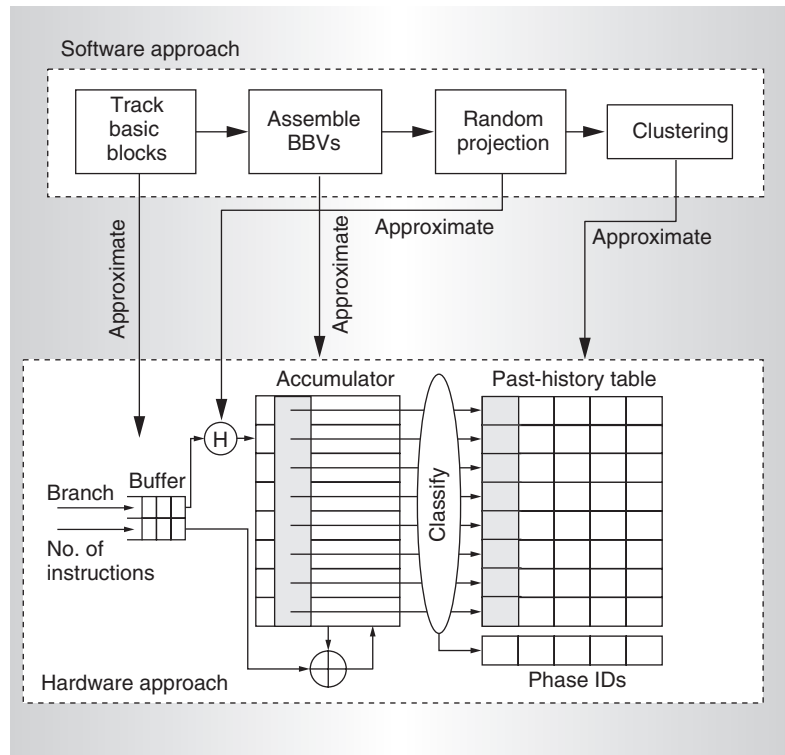 Software approach
Track
basic
blocks
Assemble
BBVs
Random
projection
Clustering
Approximate
Approximate
Approximate
Approximate
Accumulator
Past-history table
H
Buffer
Branch
No. of
instructions
Classify
Hardware approach
Phase IDs